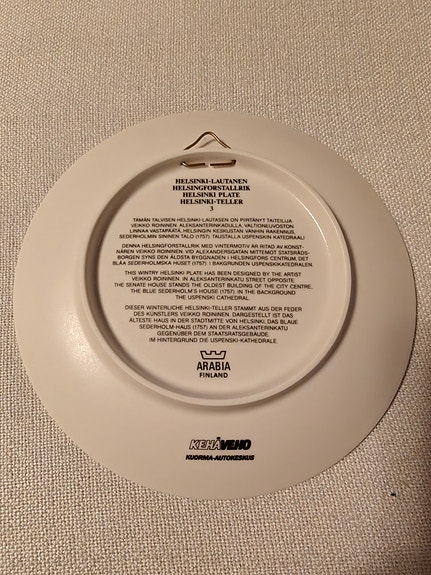 HELSINKI-LAUTANEN
HELSINGFORSTALLRIK
HELSINKI PLATE
HELSINKI-TELLER
3
TÄMÄN TALVISEN HELSINKI-LAUTASEN ON PIIRTÄNYT TAITEILIJA
VEIKKO ROININEN. ALEKSANTERINKADULLA, VALTIONEUVOSTON
LINNAA VASTAPÄÄTÄ, HELSINGIN KESKUSTAN VANHIN RAKENNUS,
SEDERHOLMIN SININEN TALO (1757). TAUSTALLA USPENSKIN KATEDRAALI
DENNA HELSINGFORSTALLRIK MED VINTERMOTIV ÄR RITAD AV KONST-
NÄREN VEIKKO ROININEN. VID ALEXANDERSGATAN MITTEMOT STATSRÅDS-
BORGEN SYNS DEN ÄLDSTA BYGGNADEN I HELSINGFORS CENTRUM, DET
BLÅA SEDERHOLMSKA HUSET (1757) I BAKGRUNDEN USPENSKIKATEDRALEN.
THIS WINTRY HELSINKI PLATE HAS BEEN DESIGNED BY THE ARTIST
VEIKKO ROININEN. IN ALEKSANTERINKATU STREET OPPOSITE
THE SENATE HOUSE STANDS THE OLDEST BUILDING OF THE CITY CENTRE,
THE BLUE SEDERHOLM'S HOUSE (1757). IN THE BACKGROUND
THE USPENSKI CATHEDRAL.
DIESER WINTERLICHE HELSINKI-TELLER STAMMT AUS DER FEDER
DES KÜNSTLERS VEIKKO ROININEN. DARGESTELLT IST DAS
ÄLTESTE HAUS IN DER STADTMITTE VON HELSINKI, DAS BLAUE
SEDERHOLM-HAUS (1757) AN DER ALEKSANTERINKATU
GEGENÜBER DEM STAATSRATSGEBÄUDE.
IM HINTERGRUND DIE USPENSKI-KATHEDRALE
ARABIA
FINLAND
KEHÄVEHO
KUORMA-AUTOKESKUS